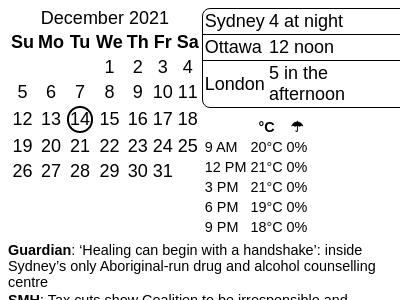 December 2021
Su Mo Tu We Th Fr Sa
1 2 3 4
5 6 7 8 9 10 11
12 13 14 15 16 17 18
19 20 21 22 23 24 25
26 27 28 29 30 31
Sydney 4 at night
Ottawa 12 noon
London 5 in the
afternoon
°C ☂
9 AM 20°C 0%
12 PM 21°C 0%
3 PM 21°C 0%
6 PM 19°C 0%
9 PM 18°C 0%
Guardian: ‘Healing can begin with a handshake’: inside
Sydney’s only Aboriginal-run drug and alcohol counselling
centre
SMH: Tax cuts show Coalition to be irresponsible and